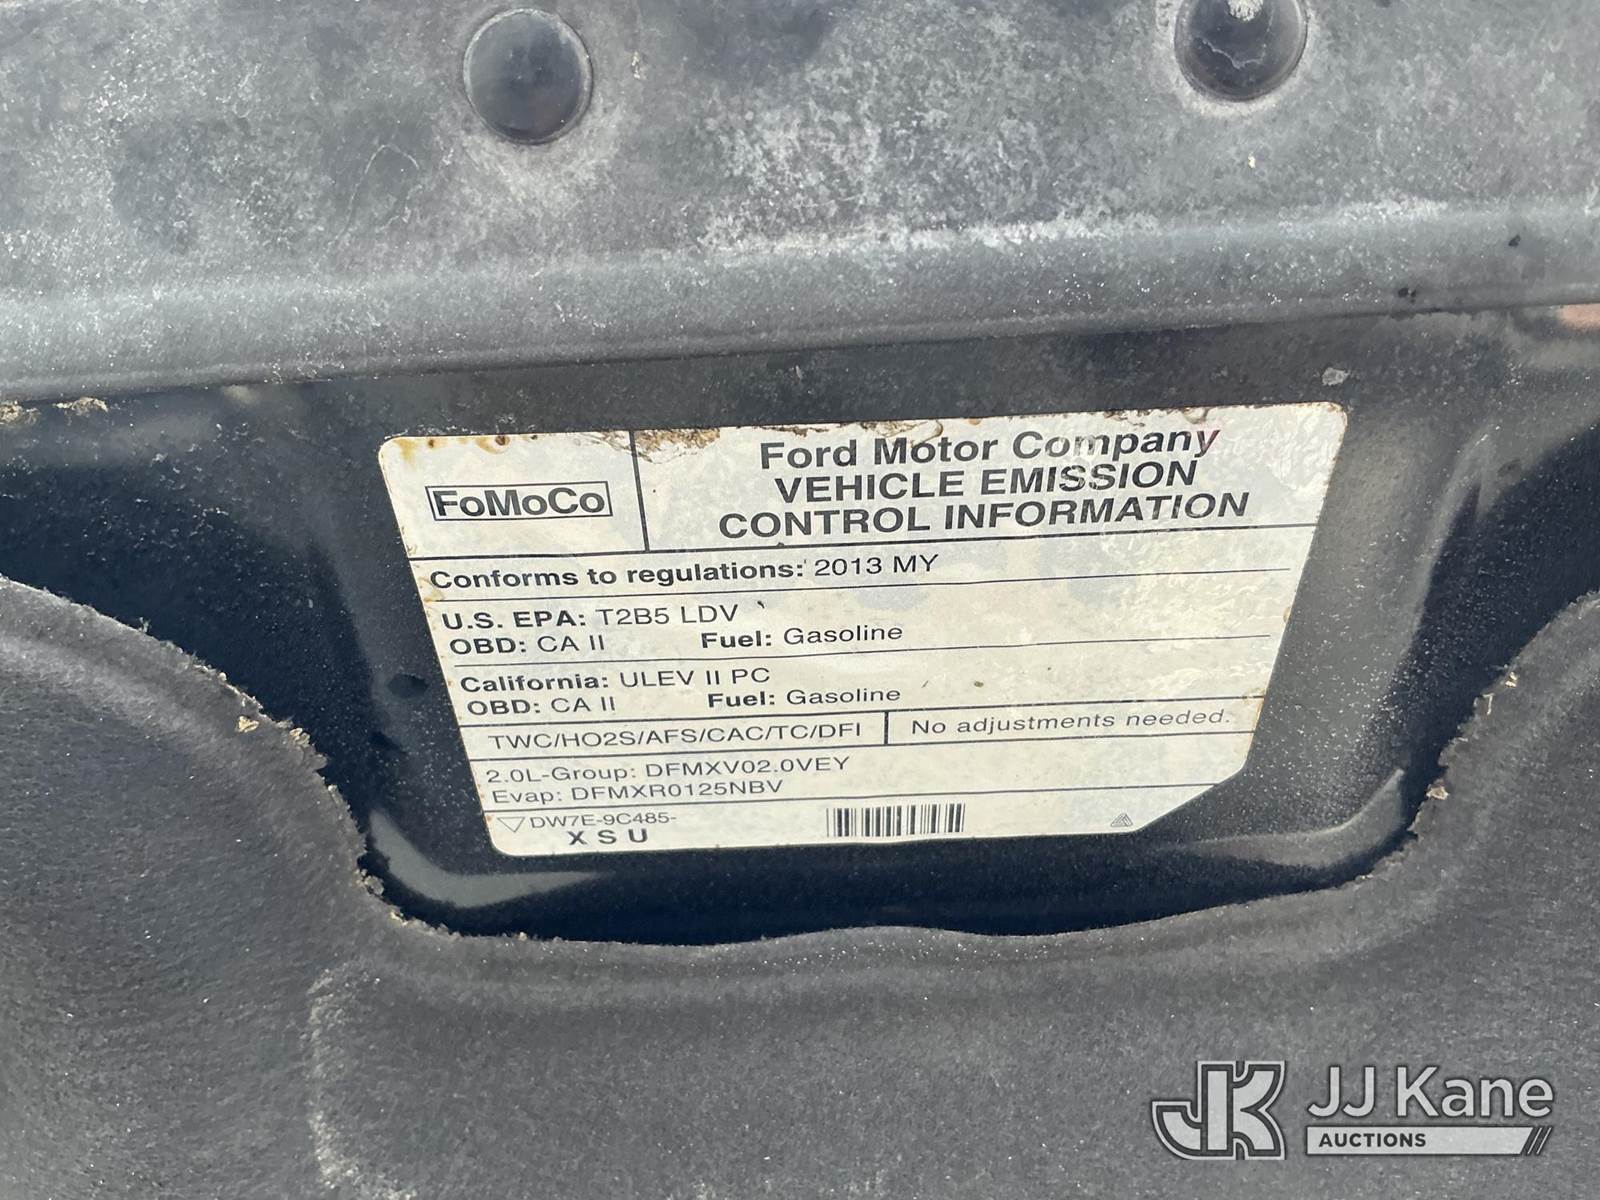 FoMoCo
Ford Motor Company
VEHICLE EMISSION
CONTROL INFORMATION
Conforms to regulations: 2013 MY
U.S. EPA: T2B5 LDV
OBD: CA II Fuel: Gasoline
California: ULEV II PC
OBD: CA II Fuel: Gasoline
TWC/HO2S/AFS/CAC/TC/DFI No adjustments needed.
2.0L-Group: DFMXV02.0VEY
Evap: DFMXR0125NBV
DW7E-9C485-
X S U
JK JJ Kane
AUCTIONS